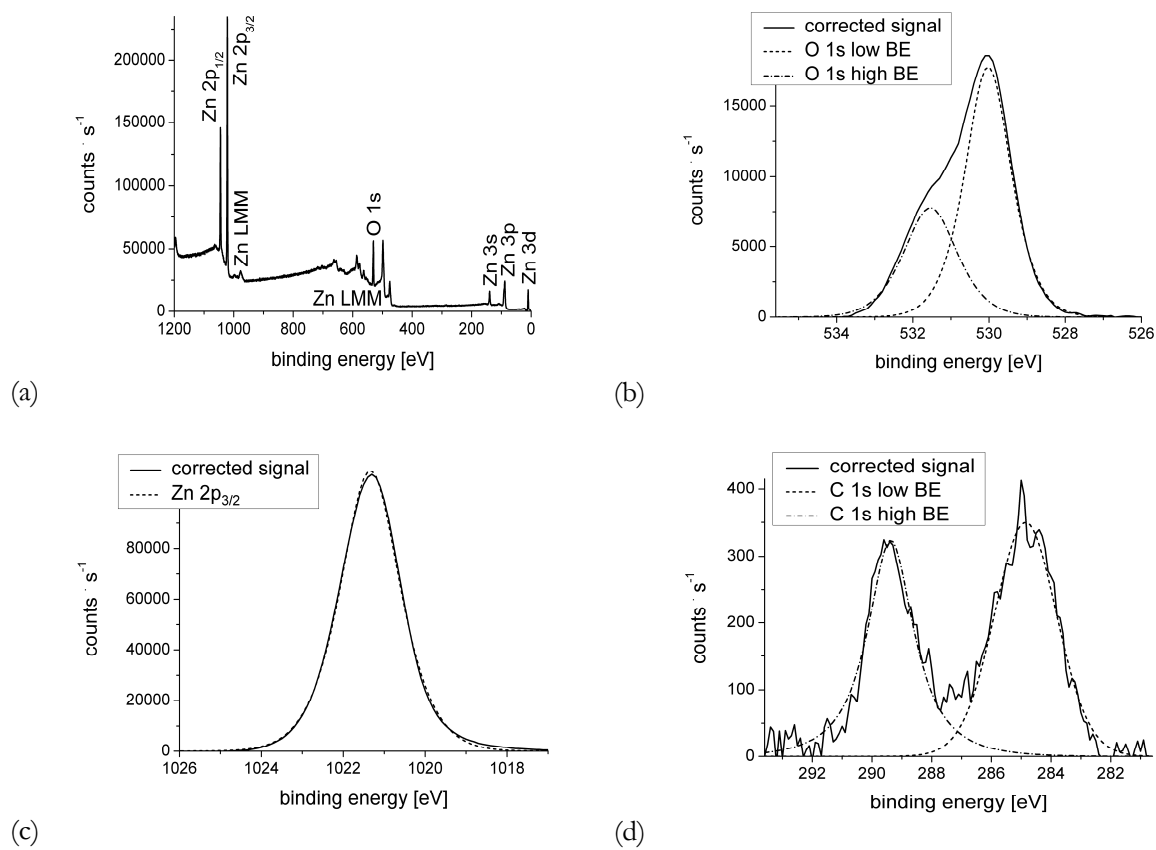 Zn 2p1/2
Zn 2p3/2
Zn LMM
O 1s
Zn LMM
Zn 3s
Zn 3p
Zn 3d
counts · s-1
200000
150000
100000
50000
0
1200 1000 800 600 400 200 0
binding energy [eV]
(a)
corrected signal
O 1s low BE
O 1s high BE
counts · s-1
15000
10000
5000
0
534 532 530 528 526
binding energy [eV]
(b)
corrected signal
Zn 2p3/2
counts · s-1
80000
60000
40000
20000
0
1026 1024 1022 1020 1018
binding energy [eV]
(c)
corrected signal
C 1s low BE
C 1s high BE
counts · s-1
400
300
200
100
0
292 290 288 286 284 282
binding energy [eV]
(d)